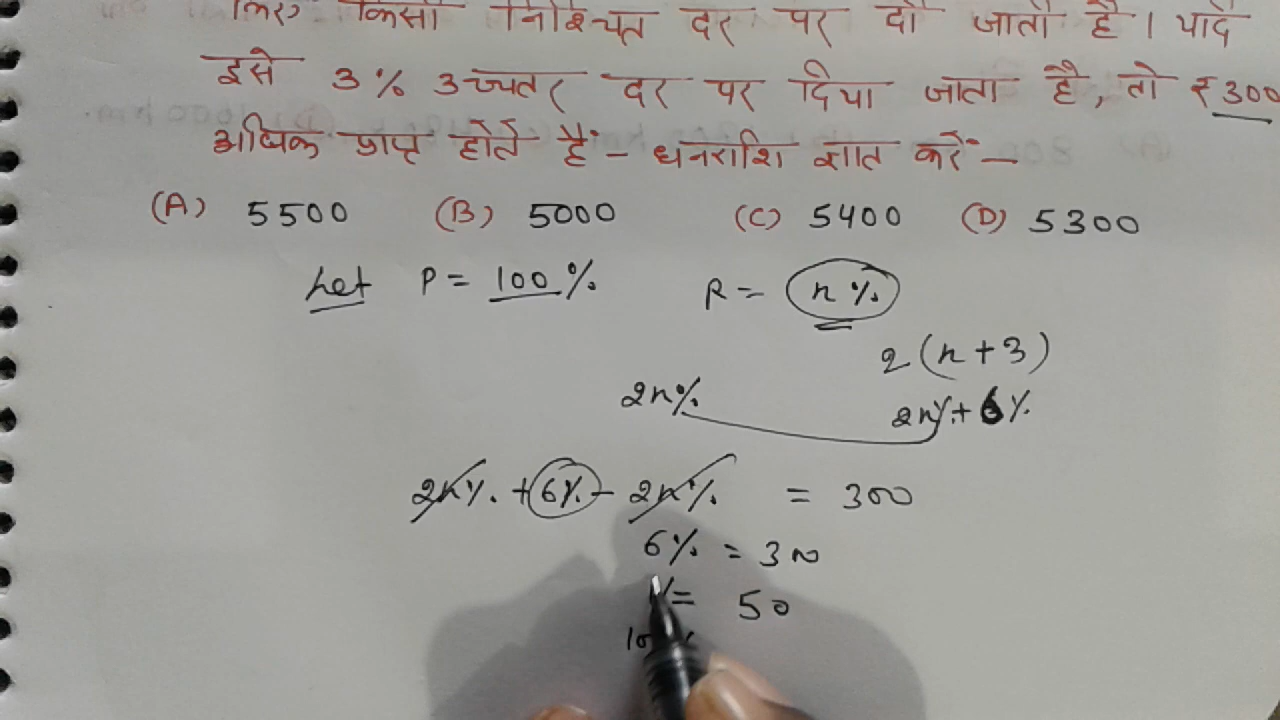 लिए किसी निश्चित दर पर दी जाती है। यदि
इसे 3% उच्चतर दर पर दिया जाता है, तो ₹300
अधिक प्राप्त होते हैं - धनराशि ज्ञात करें -
(A) 5500 (B) 5000 (C) 5400 (D) 5300
Let P = 100% R = n%
2(n+3)
2n% 2n%+6%
2n% + 6% - 2n% = 300
6% = 300
1% = 50